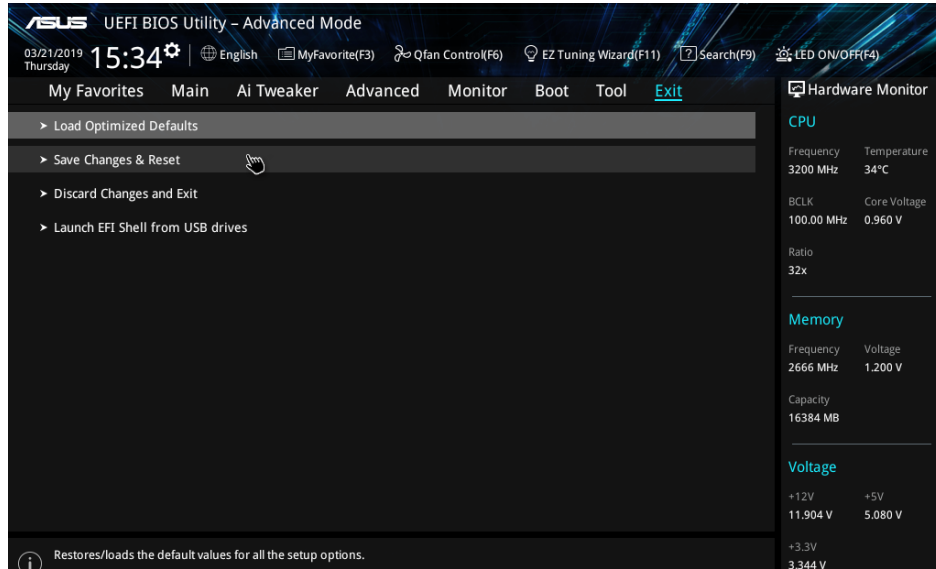 ASUS UEFI BIOS Utility – Advanced Mode
03/21/2019 Thursday 15:34 English MyFavorite(F3) Qfan Control(F6) EZ Tuning Wizard(F11) ? Search(F9) LED ON/OFF(F4)
My Favorites Main Ai Tweaker Advanced Monitor Boot Tool Exit
Load Optimized Defaults
Save Changes & Reset
Discard Changes and Exit
Launch EFI Shell from USB drives
Restores/loads the default values for all the setup options.
Hardware Monitor
CPU
Frequency Temperature
3200 MHz 34°C
BCLK Core Voltage
100.00 MHz 0.960 V
Ratio
32x
Memory
Frequency Voltage
2666 MHz 1.200 V
Capacity
16384 MB
Voltage
+12V +5V
11.904 V 5.080 V
+3.3V
3.344 V